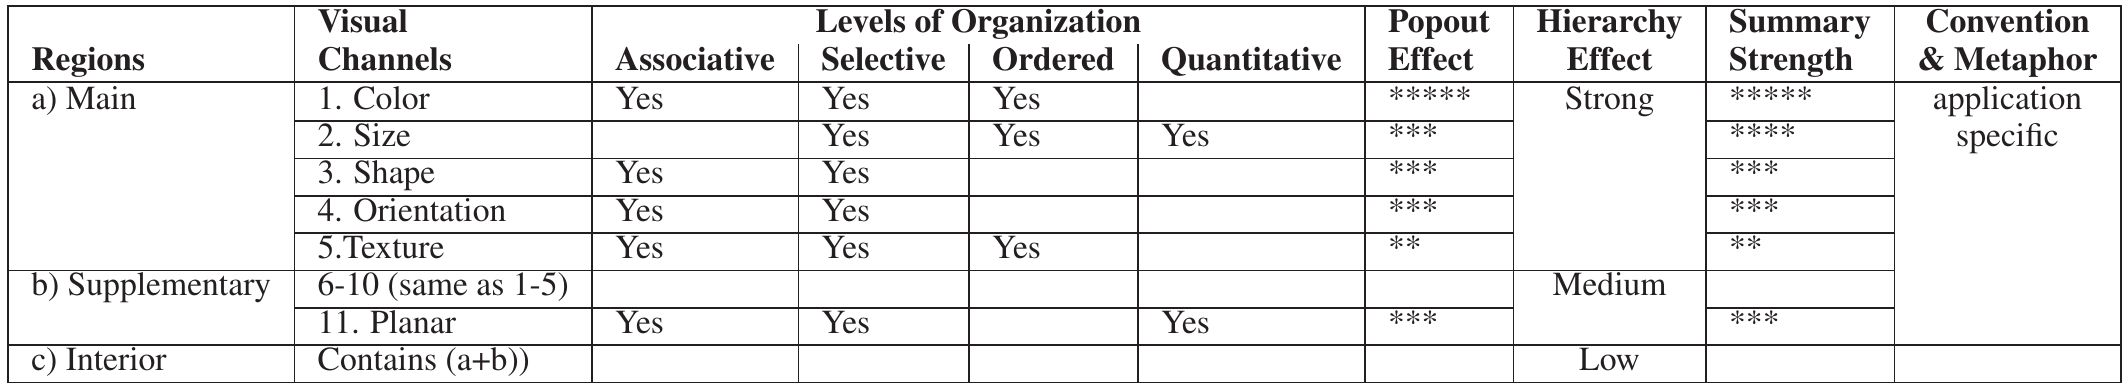 Visual Levels of Organization Popout Hierarchy Summary Convention
Regions Channels Associative Selective Ordered Quantitative Effect Effect Strength & Metaphor
a) Main 1. Color Yes Yes Yes ***** Strong ***** application
2. Size Yes Yes Yes *** **** specific
3. Shape Yes Yes *** ***
4. Orientation Yes Yes *** ***
5.Texture Yes Yes Yes ** **
b) Supplementary 6-10 (same as 1-5) Medium
11. Planar Yes Yes Yes *** ***
c) Interior Contains (a+b)) Low